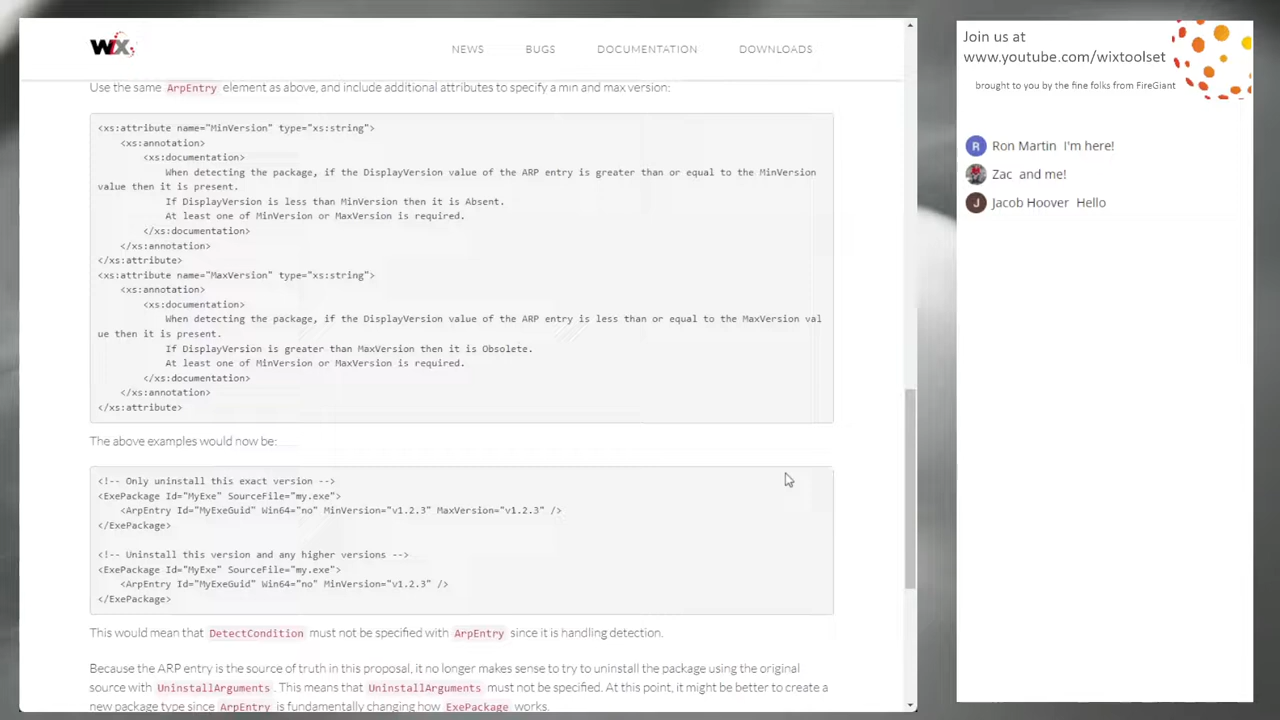 WiX
NEWS BUGS DOCUMENTATION DOWNLOADS
Use the same ArpEntry element as above, and include additional attributes to specify a min and max version:
<xs:attribute name="MinVersion" type="xs:string">
<xs:annotation>
<xs:documentation>
When detecting the package, if the DisplayVersion value of the ARP entry is greater than or equal to the MinVersion
value then it is present.
If DisplayVersion is less than MinVersion then it is Absent.
At least one of MinVersion or MaxVersion is required.
</xs:documentation>
</xs:annotation>
</xs:attribute>
<xs:attribute name="MaxVersion" type="xs:string">
<xs:annotation>
<xs:documentation>
When detecting the package, if the DisplayVersion value of the ARP entry is less than or equal to the MaxVersion val
ue then it is present.
If DisplayVersion is greater than MaxVersion then it is Obsolete.
At least one of MinVersion or MaxVersion is required.
</xs:documentation>
</xs:annotation>
</xs:attribute>
The above examples would now be:
<!-- Only uninstall this exact version -->
<ExePackage Id="MyExe" SourceFile="my.exe">
<ArpEntry Id="MyExeGuid" Win64="no" MinVersion="v1.2.3" MaxVersion="v1.2.3" />
</ExePackage>
<!-- Uninstall this version and any higher versions -->
<ExePackage Id="MyExe" SourceFile="my.exe">
<ArpEntry Id="MyExeGuid" Win64="no" MinVersion="v1.2.3" />
</ExePackage>
This would mean that DetectCondition must not be specified with ArpEntry since it is handling detection.
Because the ARP entry is the source of truth in this proposal, it no longer makes sense to try to uninstall the package using the original
source with UninstallArguments. This means that UninstallArguments must not be specified. At this point, it might be better to create a
new package type since ArpEntry is fundamentally changing how ExePackage works.
Join us at
www.youtube.com/wixtoolset
brought to you by the fine folks from FireGiant
R Ron Martin I'm here!
Zac and me!
J Jacob Hoover Hello